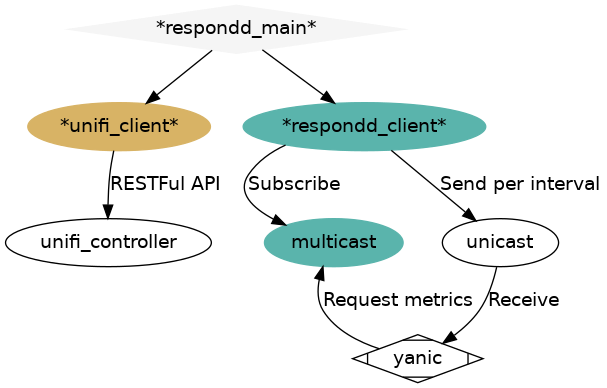 *respondd_main*
*unifi_client*
*respondd_client*
RESTFul API
Subscribe
Send per interval
unifi_controller
multicast
unicast
Request metrics
Receive
yanic